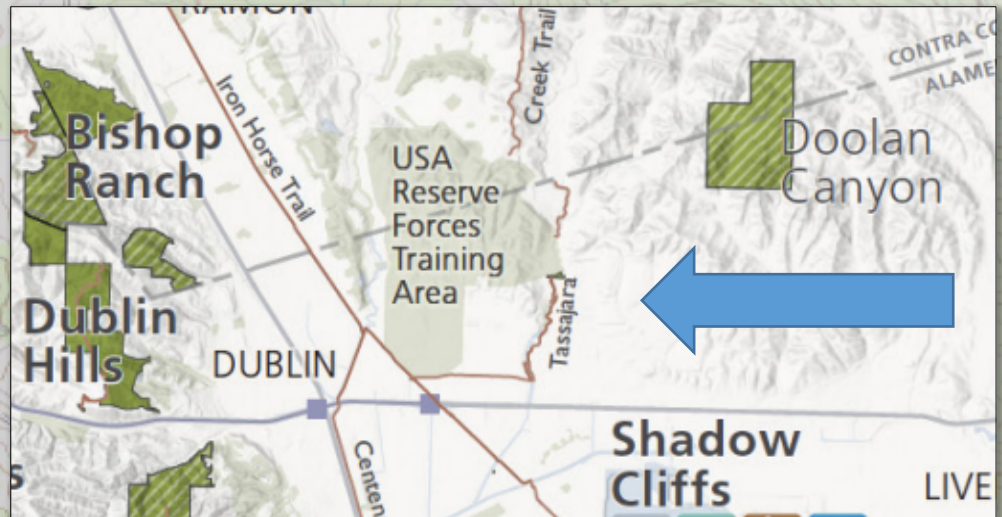 RAMON
CONTRA CO
ALAME
Creek Trail
Iron Horse Trail
Bishop
Ranch
USA
Reserve
Forces
Training
Area
Doolan
Canyon
Dublin
Hills
DUBLIN
Tassajara
Shadow
Cliffs
Centen
LIVE
s